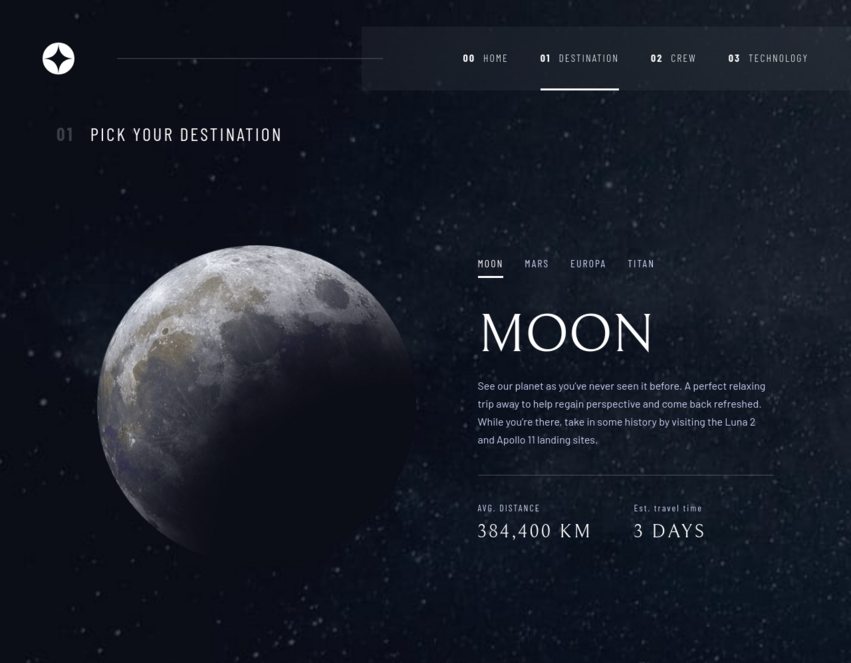 00 HOME 01 DESTINATION 02 CREW 03 TECHNOLOGY
01 PICK YOUR DESTINATION
MOON MARS EUROPA TITAN
MOON
See our planet as you've never seen it before. A perfect relaxing
trip away to help regain perspective and come back refreshed.
While you're there, take in some history by visiting the Luna 2
and Apollo 11 landing sites.
AVG. DISTANCE Est. travel time
384,400 KM 3 DAYS